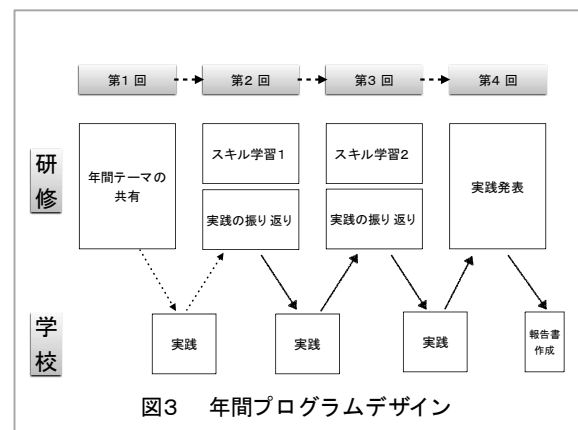 第1 回
第2 回
第3 回
第4 回
研修
年間テーマの
共有
スキル学習1
実践の振り返り
スキル学習2
実践の振り返り
実践発表
学校
実践
実践
実践
報告書
作成
図3 年間プログラムデザイン